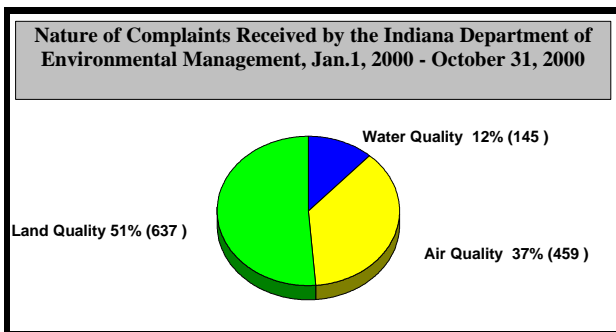 Nature of Complaints Received by the Indiana Department of
Environmental Management, Jan.1, 2000 - October 31, 2000
Water Quality 12% (145 )
Land Quality 51% (637 )
Air Quality 37% (459 )